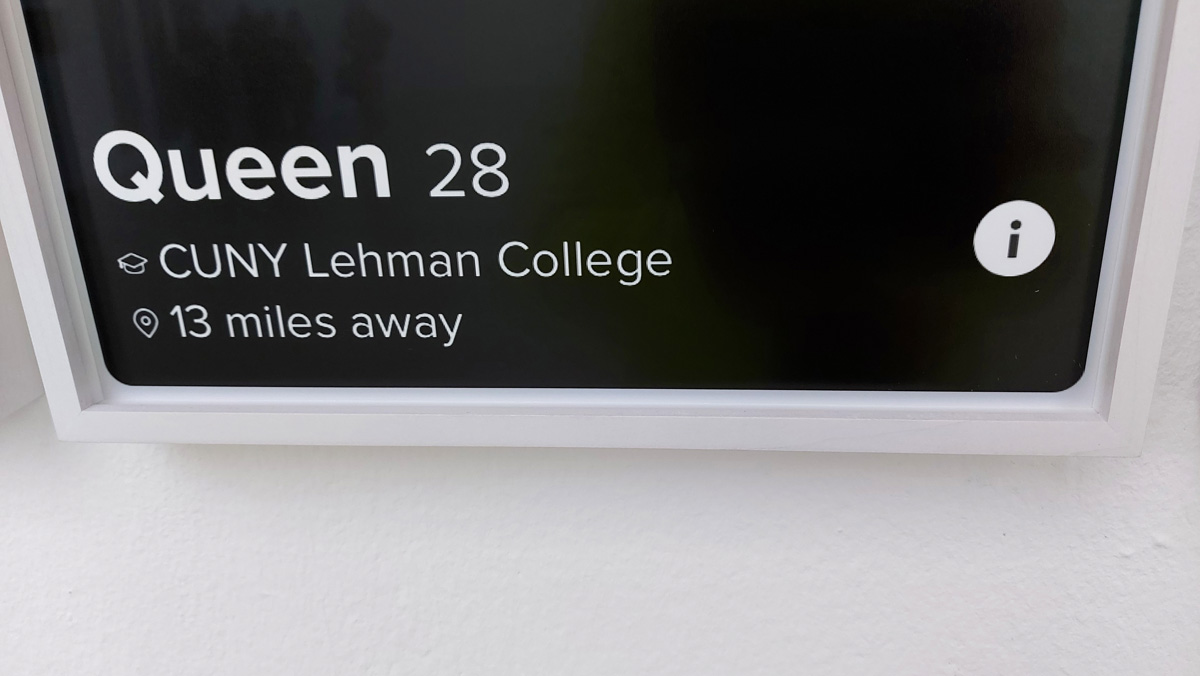 Queen 28
CUNY Lehman College
13 miles away
i